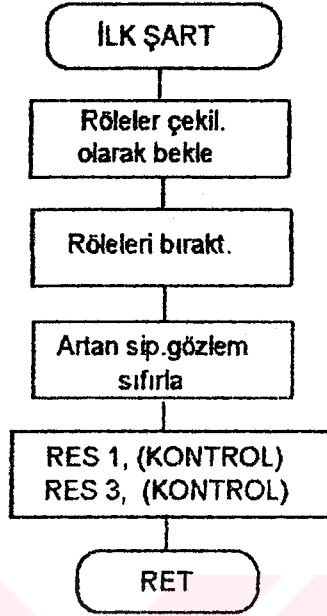 İLK ŞART
Röleler çekil.
olarak bekle
Röleleri bırakt.
Artan sip.gözlem
sıfırla
RES 1, (KONTROL)
RES 3, (KONTROL)
RET